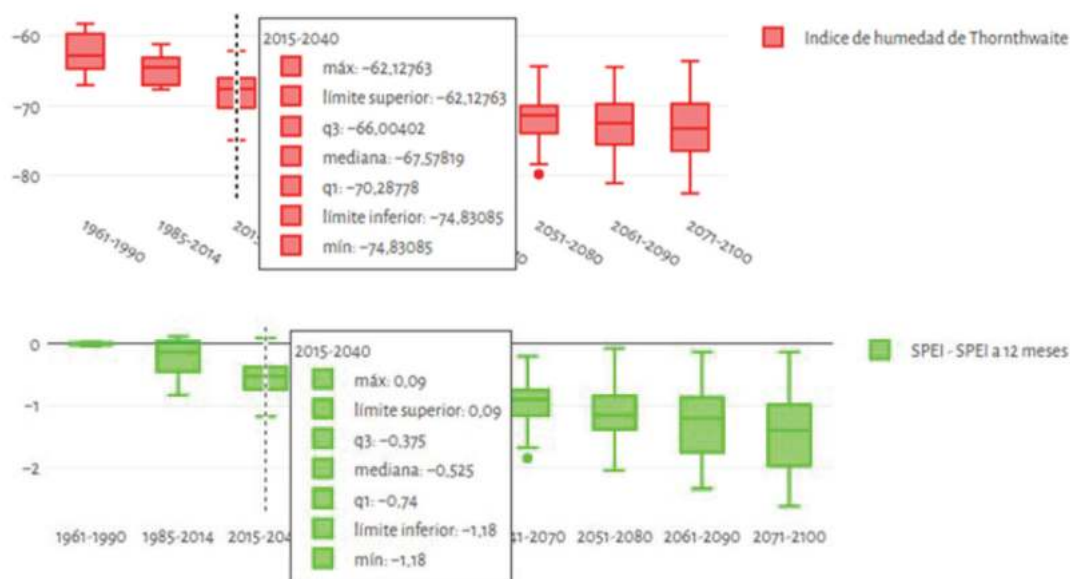 −60
−70
−80
2015-2040
máx: −62,12763
límite superior: −62,12763
q3: −66,00402
mediana: −67,57819
q1: −70,28778
límite inferior: −74,83085
mín: −74,83085
Indice de humedad de Thornthwaite
1961-1990
1985-2014
2051-2080
2061-2090
2071-2100
0
−1
−2
2015-2040
máx: 0,09
límite superior: 0,09
q3: −0,375
mediana: −0,525
q1: −0,74
límite inferior: −1,18
mín: −1,18
SPEI - SPEI a 12 meses
1961-1990
1985-2014
2051-2080
2061-2090
2071-2100